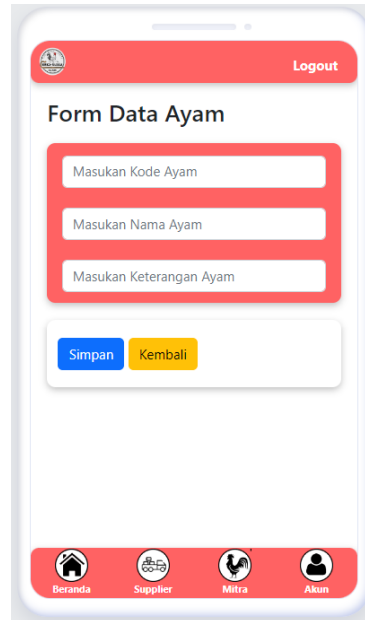 Logout
Form Data Ayam
Masukan Kode Ayam
Masukan Nama Ayam
Masukan Keterangan Ayam
Simpan Kembali
Beranda Supplier Mitra Akun